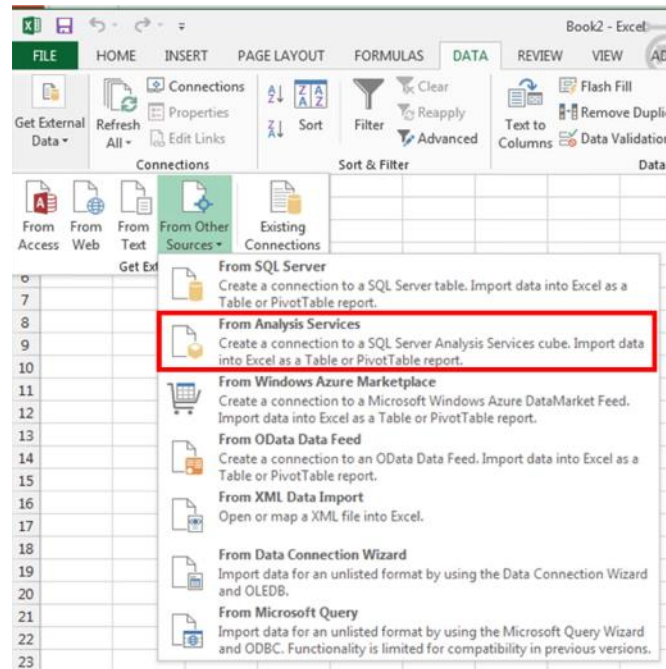 Book2 - Excel
FILE HOME INSERT PAGE LAYOUT FORMULAS DATA REVIEW VIEW
Get External Data
Refresh All
Connections
Properties
Edit Links
Sort
Filter
Clear
Reapply
Advanced
Text to Columns
Flash Fill
Remove
Data Validation
Connections Sort & Filter Data
From Access
From Web
From Text
From Other Sources
Existing Connections
Get
From SQL Server
Create a connection to a SQL Server table. Import data into Excel as a
Table or PivotTable report.
From Analysis Services
Create a connection to a SQL Server Analysis Services cube. Import data
into Excel as a Table or PivotTable report.
From Windows Azure Marketplace
Create a connection to a Microsoft Windows Azure DataMarket Feed.
Import data into Excel as a Table or PivotTable report.
From OData Data Feed
Create a connection to an OData Data Feed. Import data into Excel as a
Table or PivotTable report.
From XML Data Import
Open or map a XML file into Excel.
From Data Connection Wizard
Import data for an unlisted format by using the Data Connection Wizard
and OLEDB.
From Microsoft Query
Import data for an unlisted format by using the Microsoft Query Wizard
and ODBC. Functionality is limited for compatibility in previous versions.
7
8
9
10
11
12
13
14
15
16
17
18
19
20
21
22
23